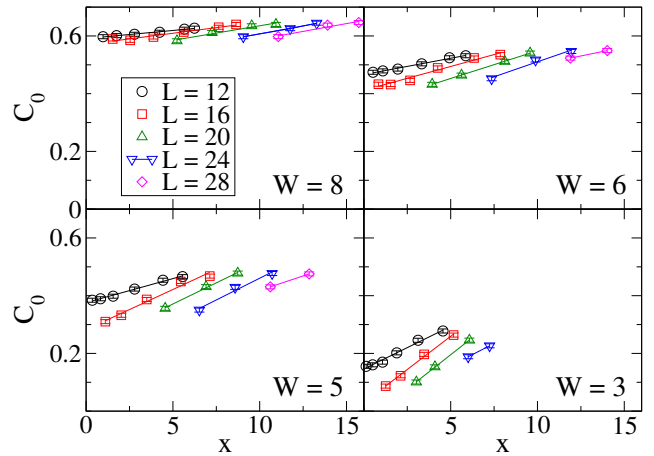 0.6
C₀
0.2
0
L = 12
L = 16
L = 20
L = 24
L = 28
W = 8
W = 6
0.6
C₀
0.2
W = 5
W = 3
0 5 10 15
0 5 10 15
x
x